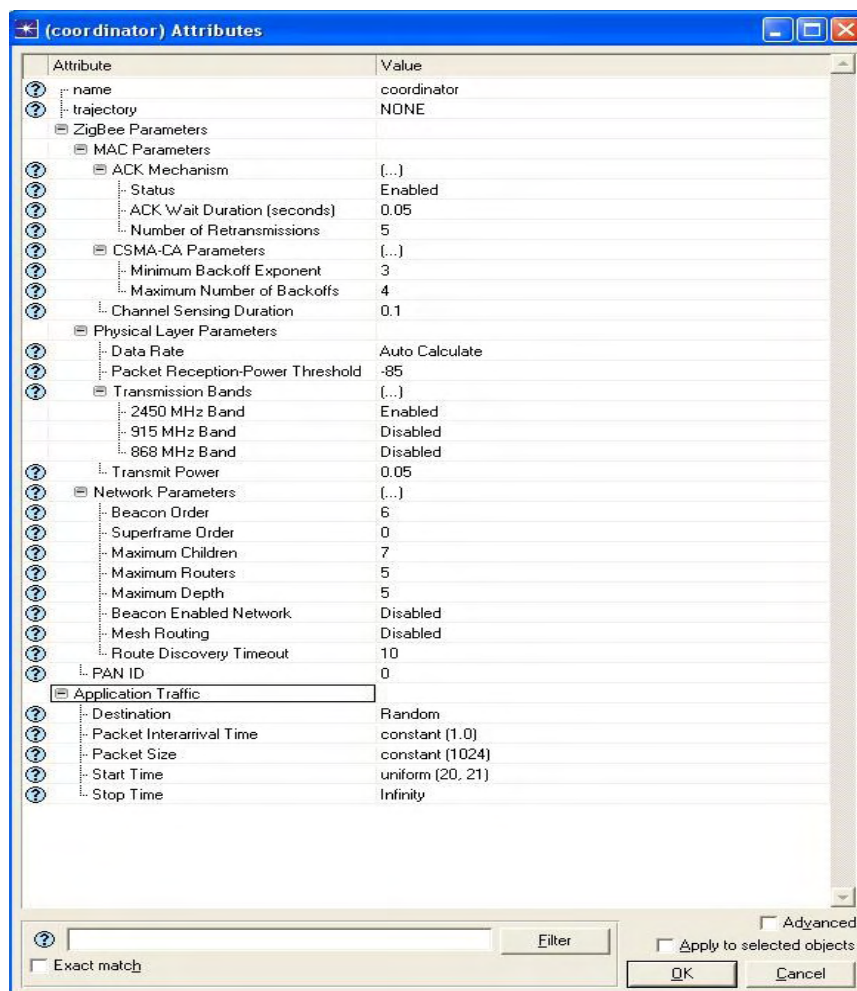 (coordinator) Attributes
Attribute Value
name coordinator
trajectory NONE
ZigBee Parameters
MAC Parameters
ACK Mechanism (...)
Status Enabled
ACK Wait Duration (seconds) 0.05
Number of Retransmissions 5
CSMA-CA Parameters (...)
Minimum Backoff Exponent 3
Maximum Number of Backoffs 4
Channel Sensing Duration 0.1
Physical Layer Parameters
Data Rate Auto Calculate
Packet Reception-Power Threshold -85
Transmission Bands (...)
2450 MHz Band Enabled
915 MHz Band Disabled
868 MHz Band Disabled
Transmit Power 0.05
Network Parameters (...)
Beacon Order 6
Superframe Order 0
Maximum Children 7
Maximum Routers 5
Maximum Depth 5
Beacon Enabled Network Disabled
Mesh Routing Disabled
Route Discovery Timeout 10
PAN ID 0
Application Traffic
Destination Random
Packet Interarrival Time constant (1.0)
Packet Size constant (1024)
Start Time uniform (20, 21)
Stop Time Infinity
Advanced
Filter
Apply to selected objects
Exact match
OK Cancel